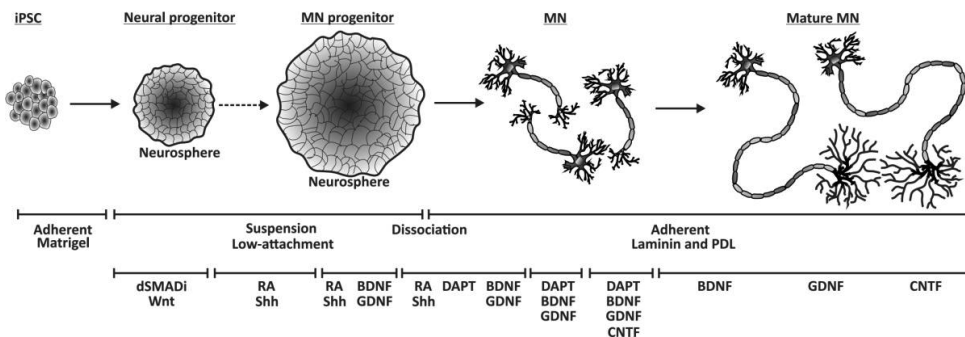 iPSC
Neural progenitor
MN progenitor
MN
Mature MN
Neurosphere
Neurosphere
Adherent
Matrigel
Suspension
Low-attachment
Dissociation
Adherent
Laminin and PDL
dSMADi
Wnt
RA
Shh
RA BDNF
Shh GDNF
RA DAPT BDNF
Shh GDNF
DAPT
BDNF
GDNF
DAPT
BDNF
GDNF
CNTF
BDNF GDNF CNTF